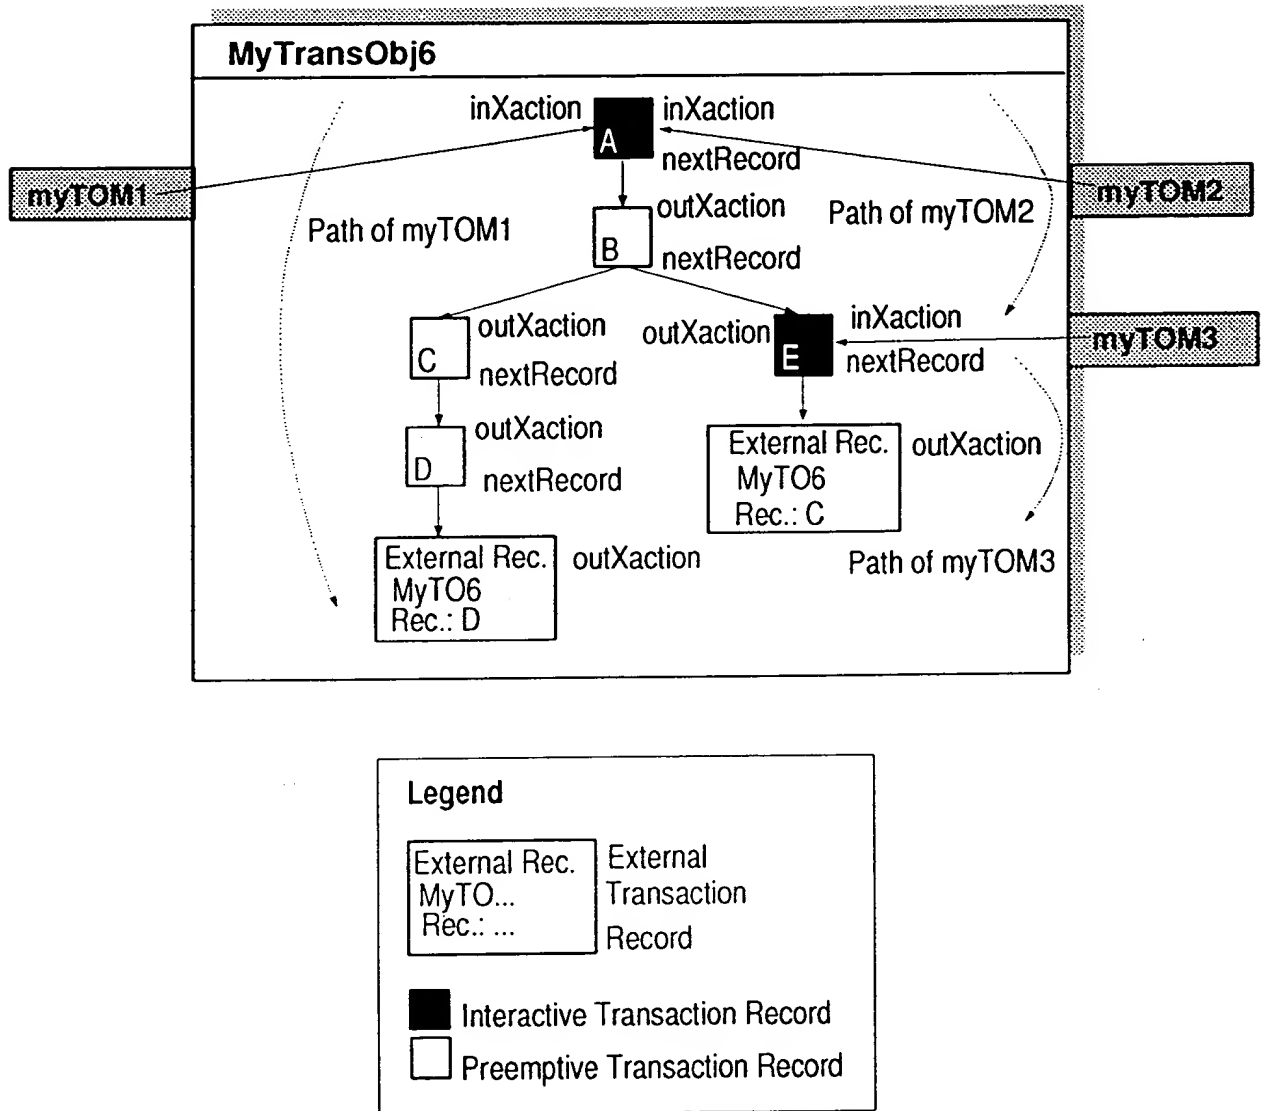 MyTransObj6
inXaction
A
inXaction
nextRecord
myTOM1
myTOM2
Path of myTOM1
B
outXaction
nextRecord
Path of myTOM2
C
outXaction
nextRecord
outXaction
E
inXaction
nextRecord
myTOM3
D
outXaction
nextRecord
External Rec.
MyTO6
Rec.: C
outXaction
External Rec.
MyTO6
Rec.: D
outXaction
Path of myTOM3
Legend
External Rec.
MyTO...
Rec.: ...
External
Transaction
Record
Interactive Transaction Record
Preemptive Transaction Record